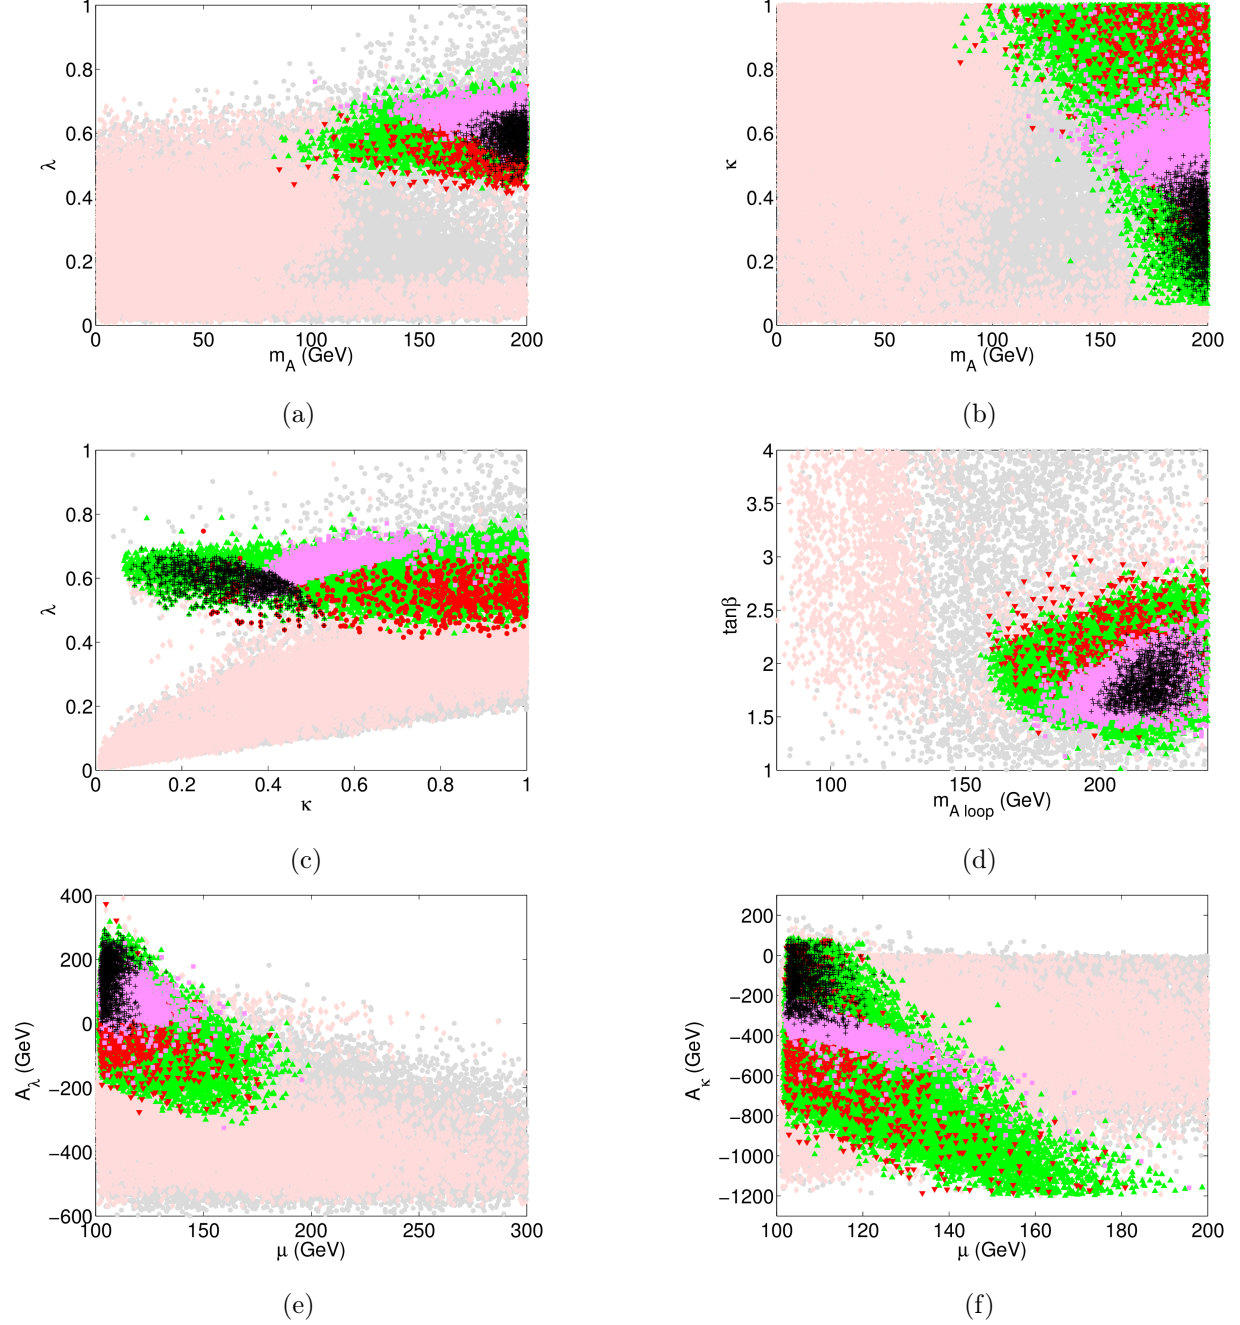 1
0.8
0.6
λ
0.4
0.2
0
0 50 100 150 200
m_A (GeV)
(a)
1
0.8
0.6
κ
0.4
0.2
0
0 50 100 150 200
m_A (GeV)
(b)
1
0.8
0.6
λ
0.4
0.2
0
0 0.2 0.4 0.6 0.8 1
κ
(c)
4
3.5
3
2.5
tanβ
2
1.5
1
100 150 200
m_A loop (GeV)
(d)
400
200
0
A_λ (GeV)
−200
−400
−600
100 150 200 250 300
μ (GeV)
(e)
200
0
−200
−400
A_κ (GeV)
−600
−800
−1000
−1200
100 120 140 160 180 200
μ (GeV)
(f)